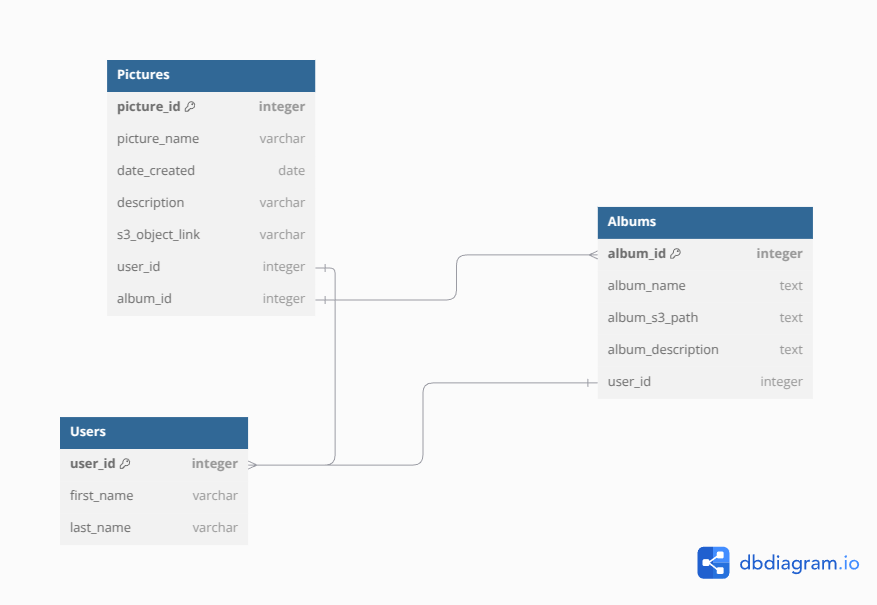 Pictures
picture_id integer
picture_name varchar
date_created date
description varchar
s3_object_link varchar
user_id integer
album_id integer
Albums
album_id integer
album_name text
album_s3_path text
album_description text
user_id integer
Users
user_id integer
first_name varchar
last_name varchar
dbdiagram.io